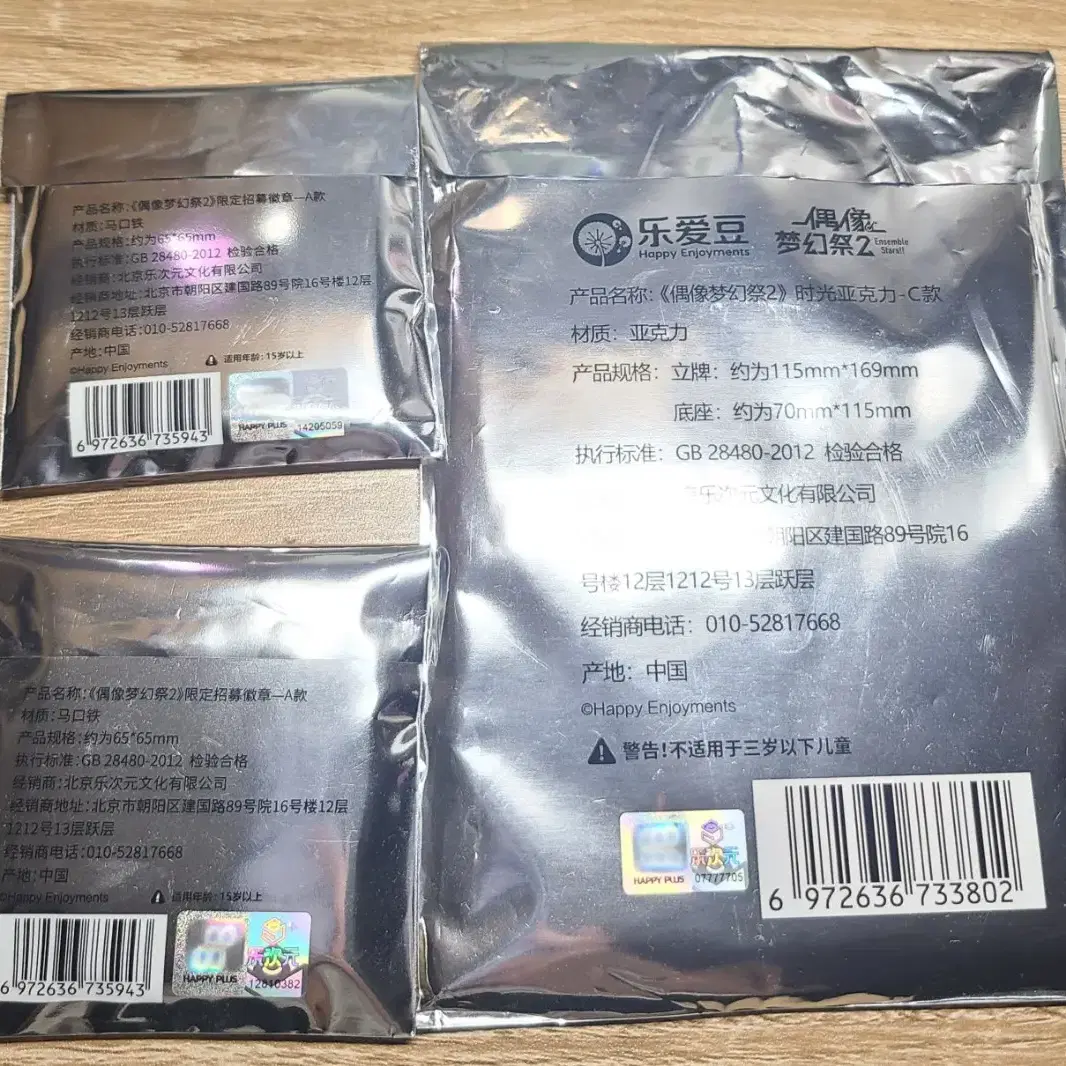 产品名称:《偶像梦幻祭2》限定招募徽章—A款
材质:马口铁
产品规格:约为65*65mm
执行标准:GB 28480-2012 检验合格
经销商:北京乐次元文化有限公司
经销商地址:北京市朝阳区建国路89号院16号楼12层
1212号13层跃层
经销商电话:010-52817668
产地:中国
©Happy Enjoyments
适用年龄:15岁以上
6 972636 735943
HAPPY PLUS
14205059
产品名称:《偶像梦幻祭2》限定招募徽章—A款
材质:马口铁
产品规格:约为65*65mm
执行标准:GB 28480-2012 检验合格
经销商:北京乐次元文化有限公司
经销商地址:北京市朝阳区建国路89号院16号楼12层
1212号13层跃层
经销商电话:010-52817668
产地:中国
©Happy Enjoyments
适用年龄:15岁以上
6 972636 735943
乐次元
HAPPY PLUS
12810382
乐爱豆
Happy Enjoyments
偶像
梦幻祭2
Ensemble
Stars!!
产品名称:《偶像梦幻祭2》时光亚克力-C款
材质: 亚克力
产品规格: 立牌: 约为115mm*169mm
底座: 约为70mm*115mm
执行标准: GB 28480-2012 检验合格
乐次元文化有限公司
朝阳区建国路89号院16
号楼12层1212号13层跃层
经销商电话: 010-52817668
产地: 中国
©Happy Enjoyments
警告!不适用于三岁以下儿童
乐次元
HAPPY PLUS
07777705
6 972636 733802